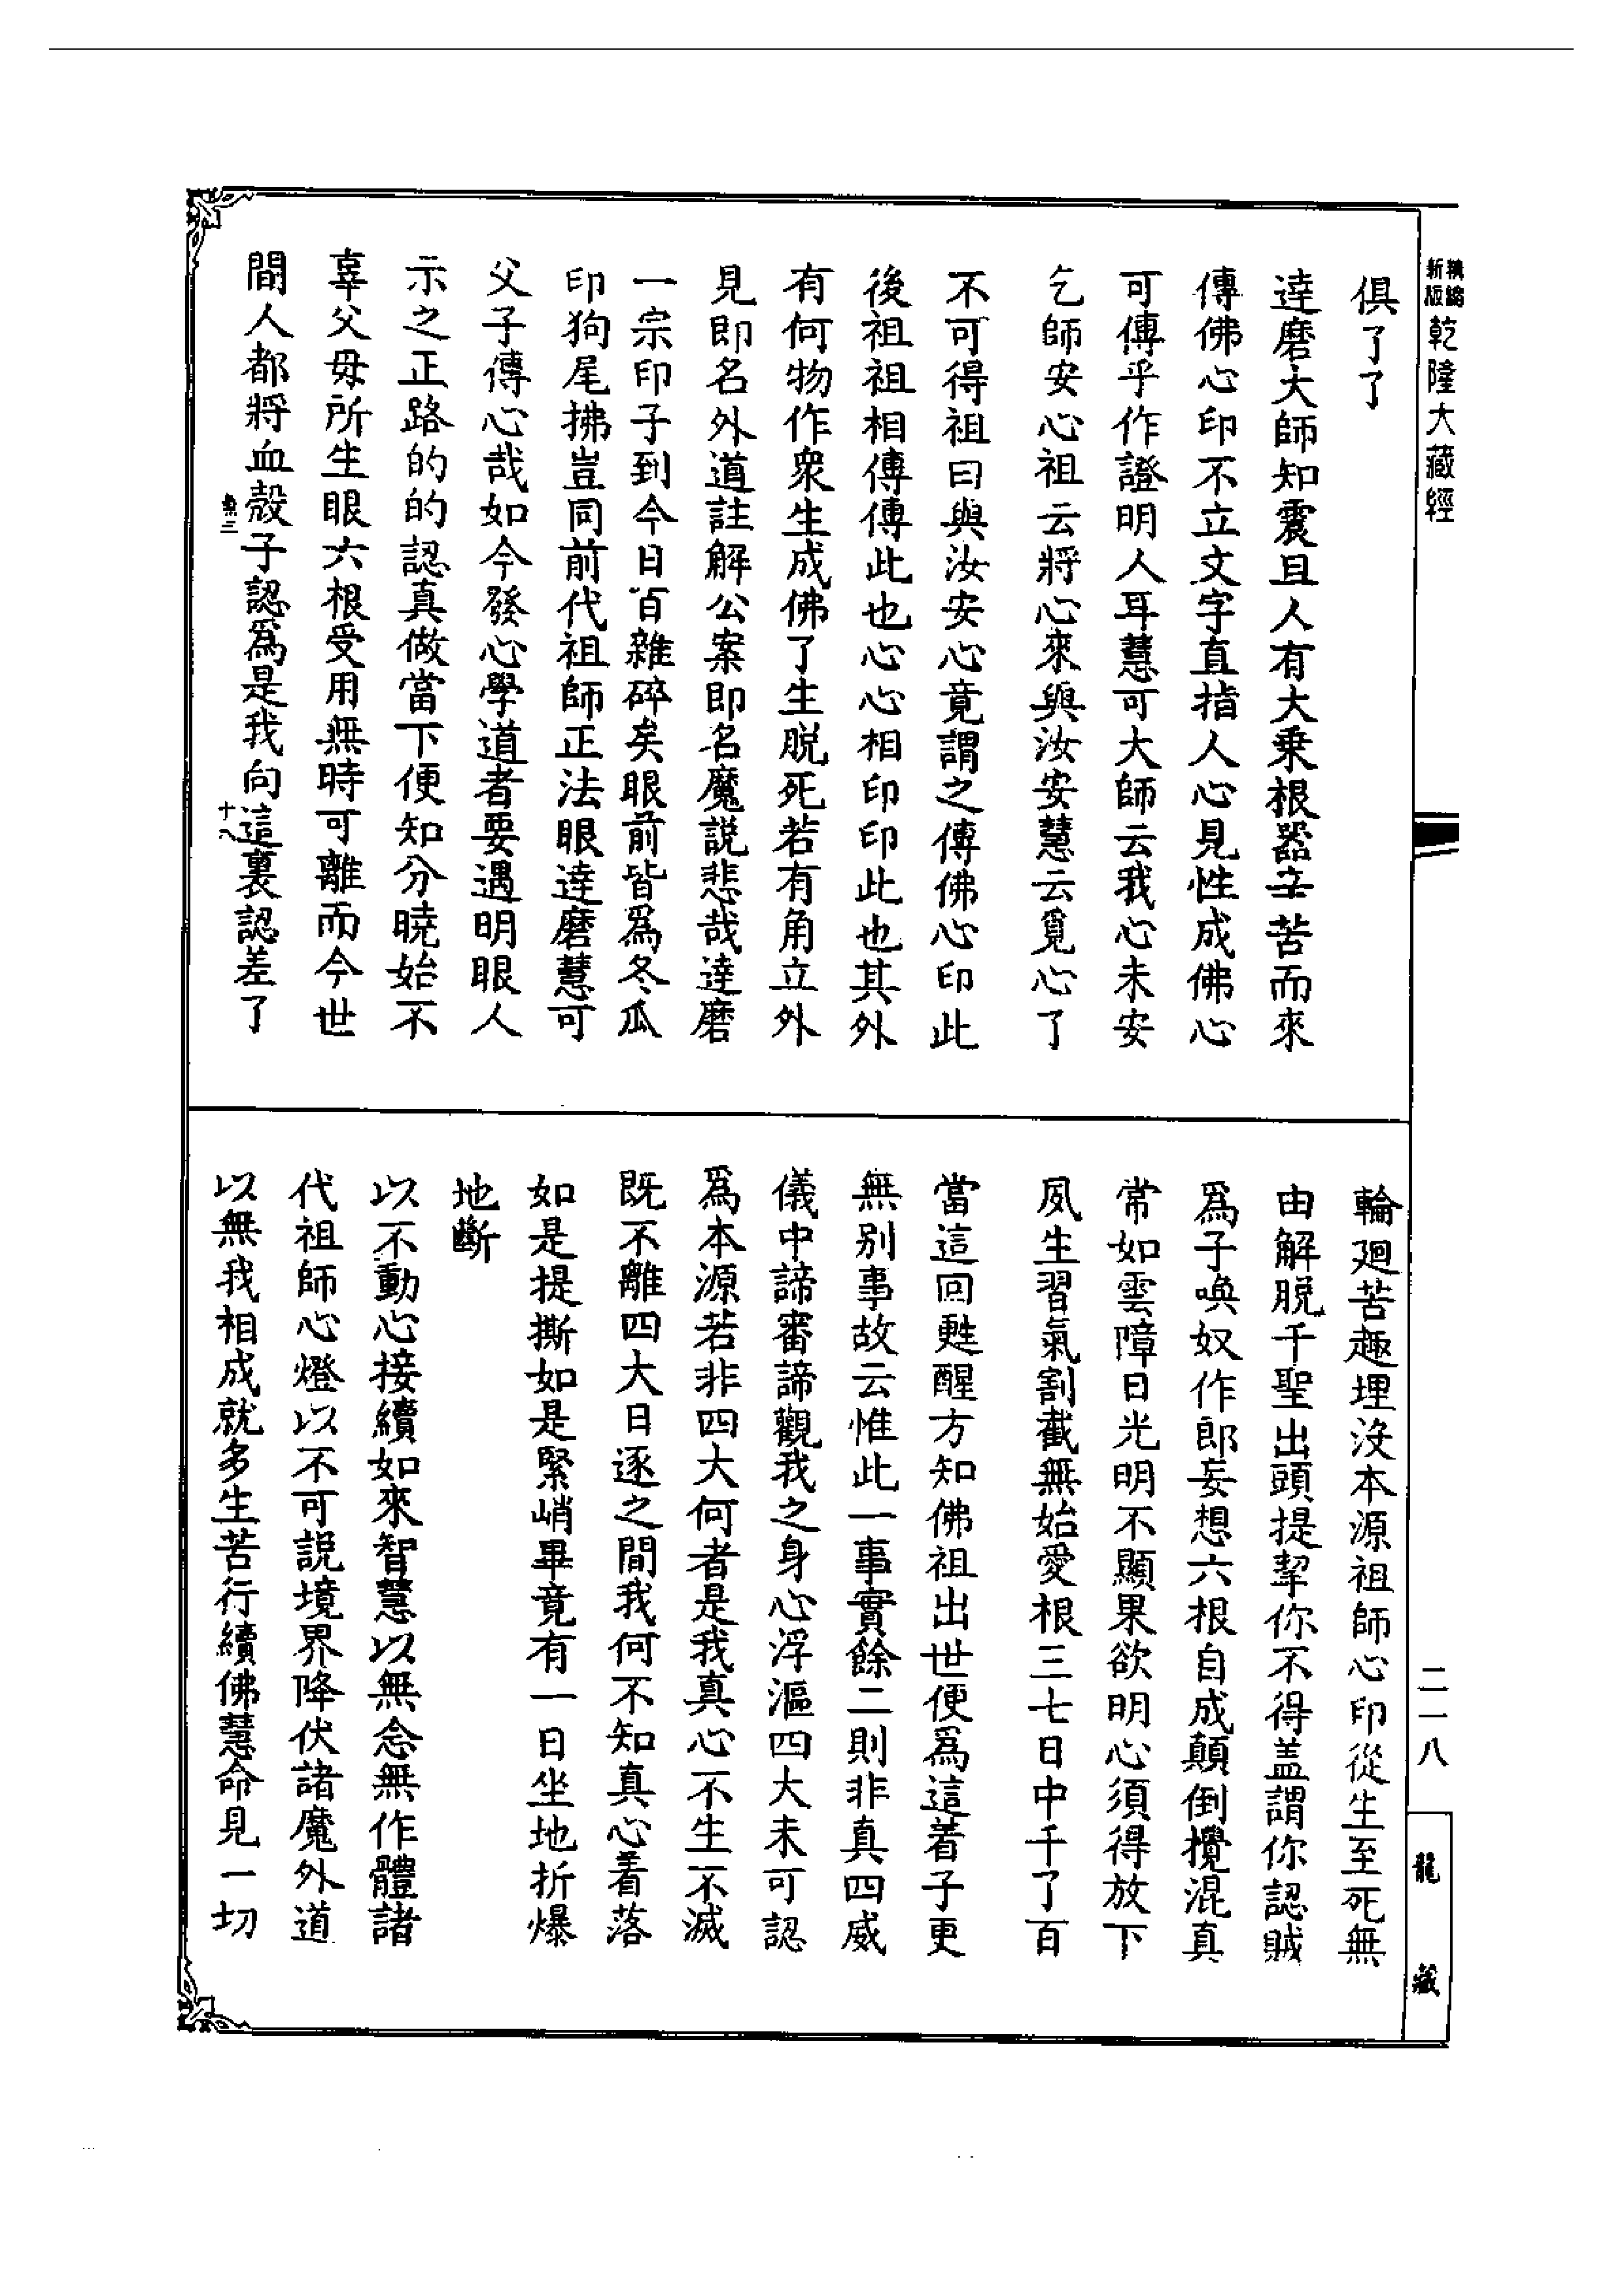 精縮新版乾隆大藏經
俱了了
達磨大師知震旦人有大乗根器辛苦而來
傳佛心印不立文字直指人心見性成佛心
可傳乎作證明人耳慧可大師云我心未安
乞師安心祖云將心來與汝安慧云覓心了
不可得祖曰與汝安心竟謂之傳佛心印此
後祖祖相傳傳此也心心相印印此也其外
有何物作衆生成佛了生脱死若有角立外
見即名外道註解公案即名魔説悲哉達磨
一宗印子到今日百雜碎矣眼前皆爲冬瓜
印狗尾拂豈同前代祖師正法眼達磨慧可
父子傳心哉如今發心學道者要遇明眼人
示之正路的的認真做當下便知分曉始不
辜父母所生眼六根受用無時可離而今世
間人都將血殼子認爲是我向這裏認差了
十八
輪廻苦趣埋没本源祖師心印從生至死無
由解脱千聖出頭提挈你不得盖謂你認賊
爲子喚奴作郎妄想六根自成顛倒攪混真
常如雲障日光明不顯果欲明心須得放下
夙生習氣割截無始愛根三七日中千了百
當這回甦醒方知佛祖出世便爲這着子更
無别事故云惟此一事實餘二則非真四威
儀中諦審諦觀我之身心浮漚四大未可認
爲本源若非四大何者是我真心不生不滅
既不離四大日逐之間我何不知真心着落
如是提撕如是緊峭畢竟有一日坐地折爆
地斷
以不動心接續如來智慧以無念無作體諸
代祖師心燈以不可説境界降伏諸魔外道
以無我相成就多生苦行續佛慧命見一切
二一八
龍藏